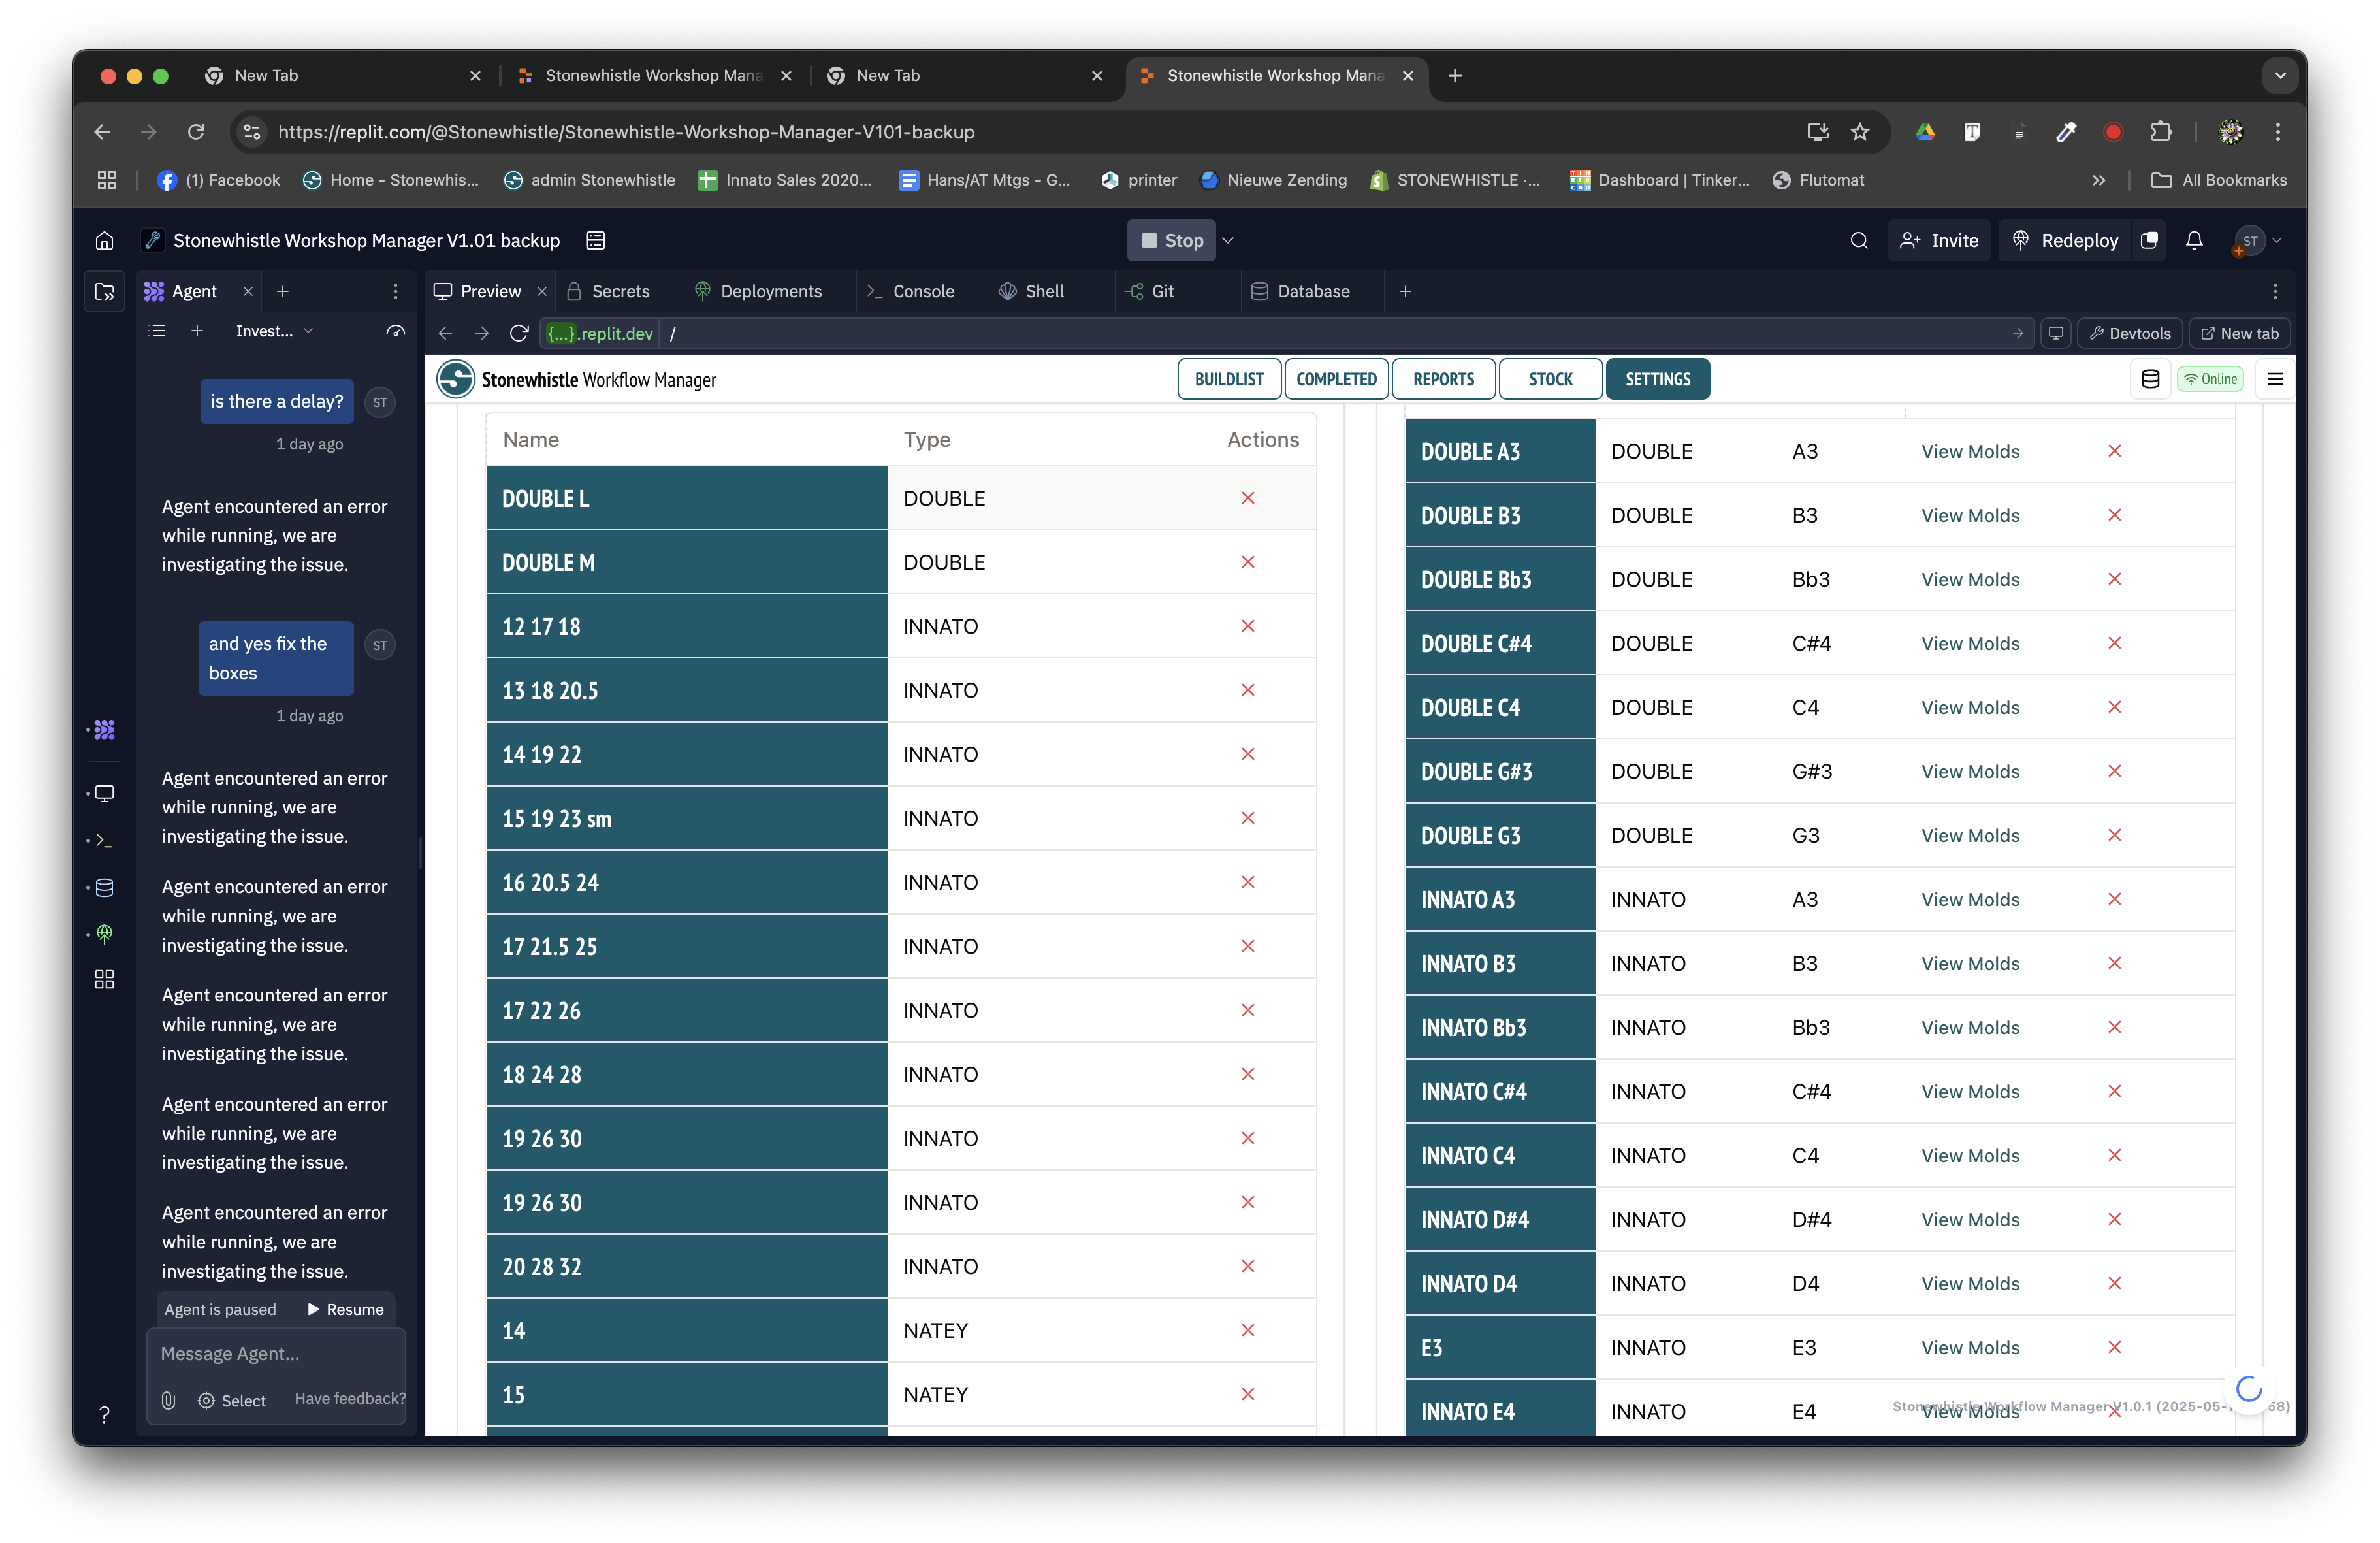 New Tab
Stonewhistle Workshop Mana
New Tab
Stonewhistle Workshop Mana
https://replit.com/@Stonewhistle/Stonewhistle-Workshop-Manager-V101-backup
(1) Facebook
Home - Stonewhis...
admin Stonewhistle
Innato Sales 2020...
Hans/AT Mtgs - G...
printer
Nieuwe Zending
STONEWHISTLE ·...
Dashboard | Tinker...
Flutomat
All Bookmarks
Stonewhistle Workshop Manager V1.01 backup
Stop
Invite
Redeploy
ST
Agent
Preview
Secrets
Deployments
Console
Shell
Git
Database
Invest...
{...}.replit.dev
/
Devtools
New tab
is there a delay?
ST
1 day ago
Agent encountered an error
while running, we are
investigating the issue.
and yes fix the
boxes
ST
1 day ago
Agent encountered an error
while running, we are
investigating the issue.
Agent encountered an error
while running, we are
investigating the issue.
Agent encountered an error
while running, we are
investigating the issue.
Agent encountered an error
while running, we are
investigating the issue.
Agent encountered an error
while running, we are
investigating the issue.
Agent is paused
Resume
Message Agent...
Select
Have feedback?
Stonewhistle Workflow Manager
BUILDLIST
COMPLETED
REPORTS
STOCK
SETTINGS
Online
Name Type Actions
DOUBLE L DOUBLE
DOUBLE M DOUBLE
12 17 18 INNATO
13 18 20.5 INNATO
14 19 22 INNATO
15 19 23 sm INNATO
16 20.5 24 INNATO
17 21.5 25 INNATO
17 22 26 INNATO
18 24 28 INNATO
19 26 30 INNATO
19 26 30 INNATO
20 28 32 INNATO
14 NATEY
15 NATEY
DOUBLE A3 DOUBLE A3 View Molds
DOUBLE B3 DOUBLE B3 View Molds
DOUBLE Bb3 DOUBLE Bb3 View Molds
DOUBLE C#4 DOUBLE C#4 View Molds
DOUBLE C4 DOUBLE C4 View Molds
DOUBLE G#3 DOUBLE G#3 View Molds
DOUBLE G3 DOUBLE G3 View Molds
INNATO A3 INNATO A3 View Molds
INNATO B3 INNATO B3 View Molds
INNATO Bb3 INNATO Bb3 View Molds
INNATO C#4 INNATO C#4 View Molds
INNATO C4 INNATO C4 View Molds
INNATO D#4 INNATO D#4 View Molds
INNATO D4 INNATO D4 View Molds
E3 INNATO E3 View Molds
INNATO E4 INNATO E4 View Molds
Stonewhistle Workflow Manager V1.0.1 (2025-05-